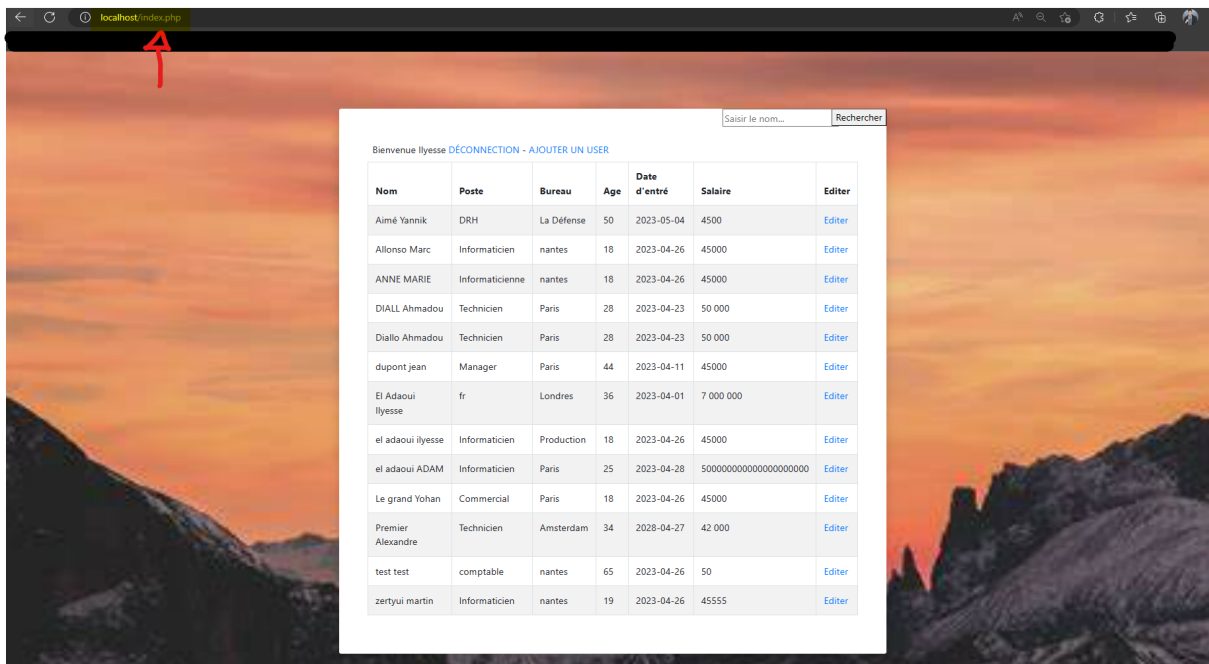 localhost/index.php
Saisir le nom... Rechercher
Bienvenue Ilyesse DÉCONNECTION - AJOUTER UN USER
Date
Nom Poste Bureau Age d'entré Salaire Editer
Aimé Yannik DRH La Défense 50 2023-05-04 4500 Editer
Allonso Marc Informaticien nantes 18 2023-04-26 45000 Editer
ANNE MARIE Informaticienne nantes 18 2023-04-26 45000 Editer
DIALL Ahmadou Technicien Paris 28 2023-04-23 50 000 Editer
Diallo Ahmadou Technicien Paris 28 2023-04-23 50 000 Editer
dupont jean Manager Paris 44 2023-04-11 45000 Editer
El Adaoui fr Londres 36 2023-04-01 7 000 000 Editer
Ilyesse
el adaoui ilyesse Informaticien Production 18 2023-04-26 45000 Editer
el adaoui ADAM Informaticien Paris 25 2023-04-28 500000000000000000000 Editer
Le grand Yohan Commercial Paris 18 2023-04-26 45000 Editer
Premier Technicien Amsterdam 34 2028-04-27 42 000 Editer
Alexandre
test test comptable nantes 65 2023-04-26 50 Editer
zertyui martin Informaticien nantes 19 2023-04-26 45555 Editer